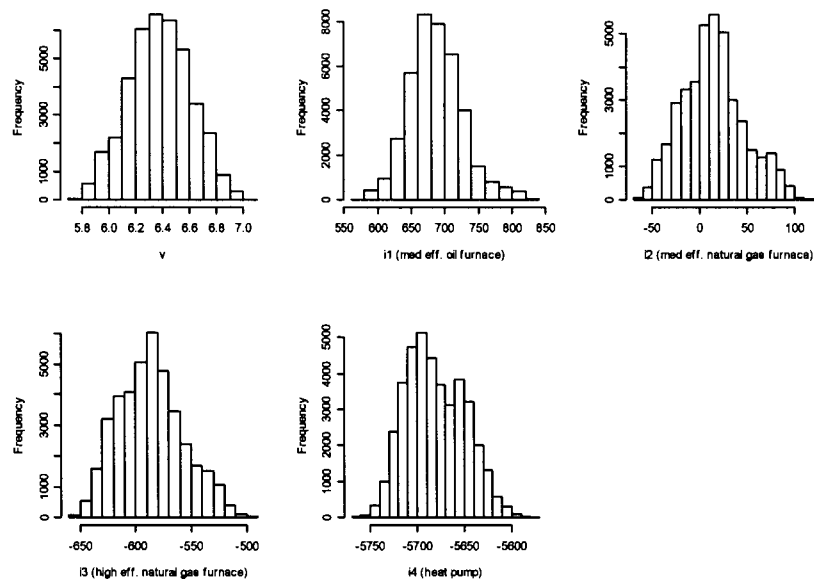 Frequency
0 1000 3000 5000
5.8 6.0 6.2 6.4 6.6 6.8 7.0
v
Frequency
0 2000 4000 6000 8000
550 600 650 700 750 800 850
i1 (med eff. oil furnace)
Frequency
0 1000 3000 5000
-50 0 50 100
i2 (med eff. natural gas furnace)
Frequency
0 1000 3000 5000
-650 -600 -550 -500
i3 (high eff. natural gas furnace)
Frequency
0 1000 2000 3000 4000 5000
-5750 -5700 -5650 -5600
i4 (heat pump)